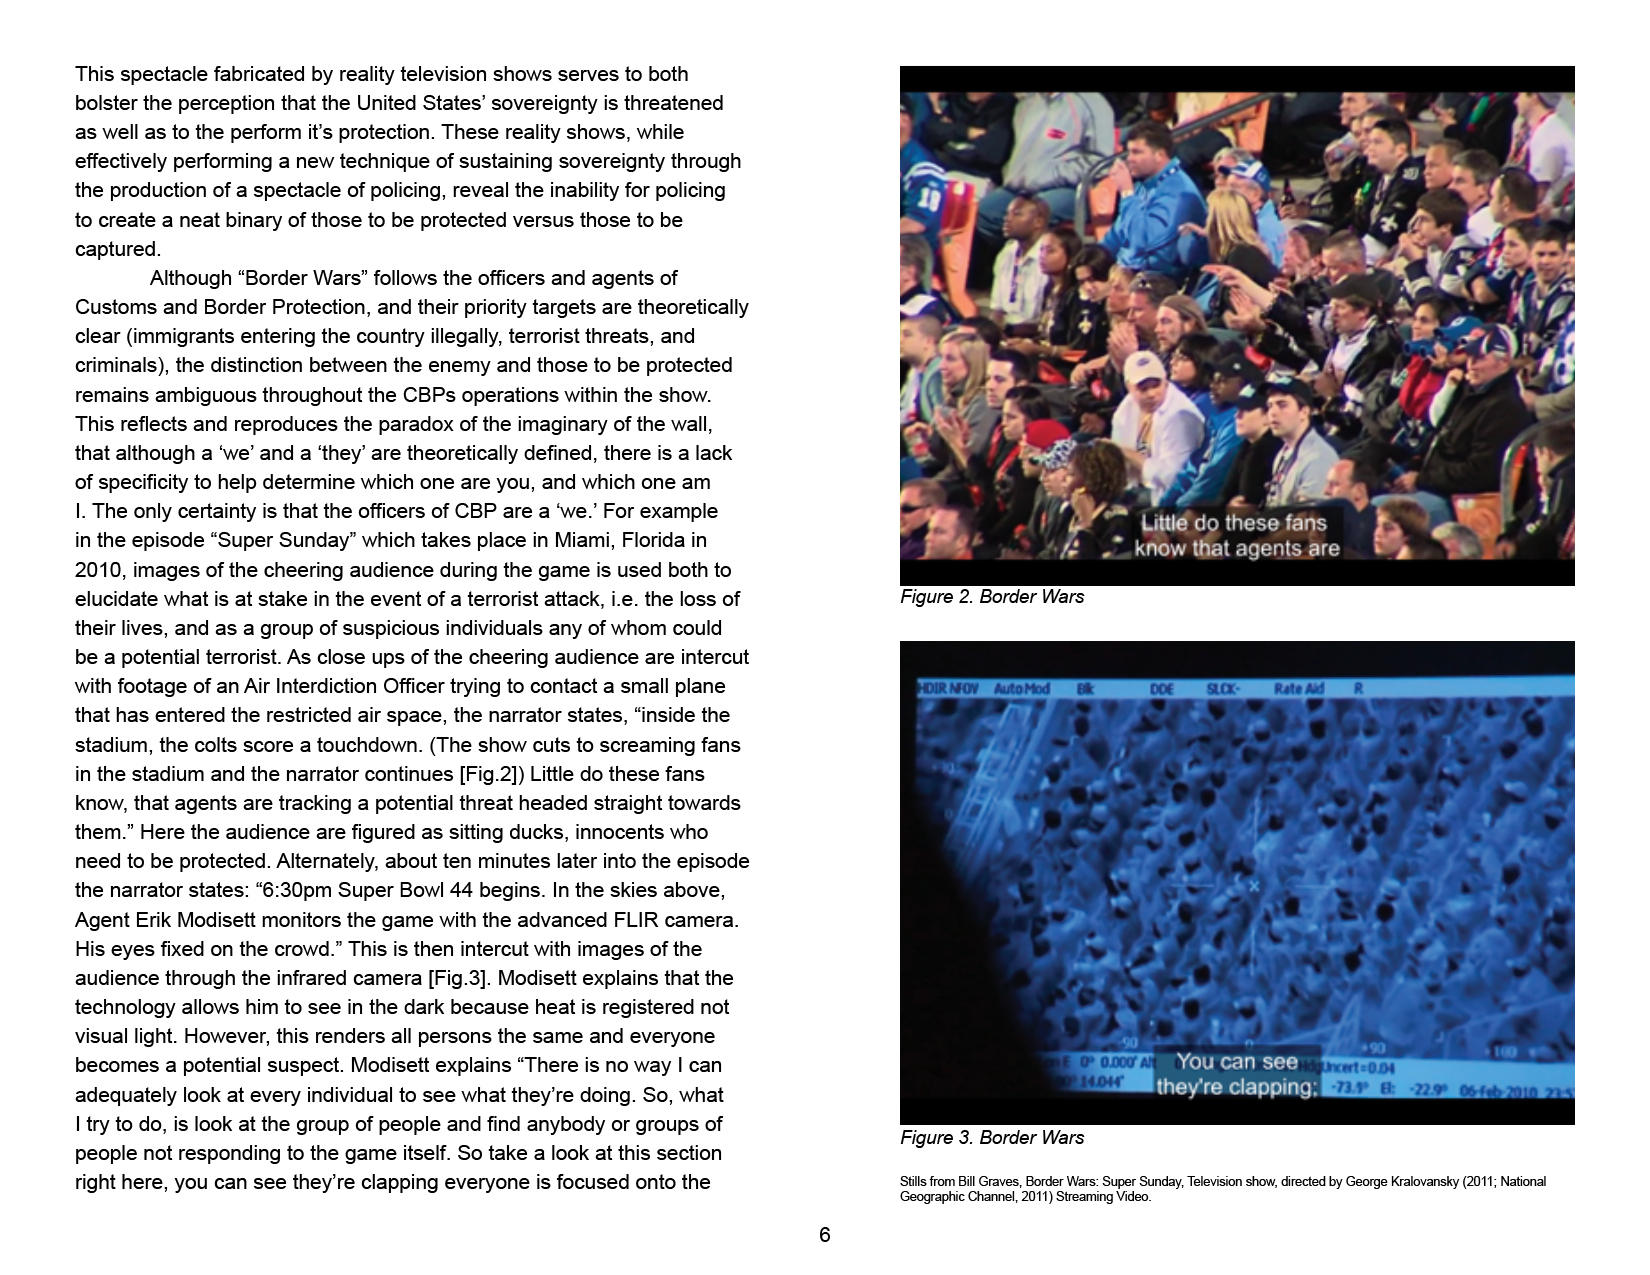 This spectacle fabricated by reality television shows serves to both
bolster the perception that the United States’ sovereignty is threatened
as well as to the perform it’s protection. These reality shows, while
effectively performing a new technique of sustaining sovereignty through
the production of a spectacle of policing, reveal the inability for policing
to create a neat binary of those to be protected versus those to be
captured.
Although “Border Wars” follows the officers and agents of
Customs and Border Protection, and their priority targets are theoretically
clear (immigrants entering the country illegally, terrorist threats, and
criminals), the distinction between the enemy and those to be protected
remains ambiguous throughout the CBPs operations within the show.
This reflects and reproduces the paradox of the imaginary of the wall,
that although a ‘we’ and a ‘they’ are theoretically defined, there is a lack
of specificity to help determine which one are you, and which one am
I. The only certainty is that the officers of CBP are a ‘we.’ For example
in the episode “Super Sunday” which takes place in Miami, Florida in
2010, images of the cheering audience during the game is used both to
elucidate what is at stake in the event of a terrorist attack, i.e. the loss of
their lives, and as a group of suspicious individuals any of whom could
be a potential terrorist. As close ups of the cheering audience are intercut
with footage of an Air Interdiction Officer trying to contact a small plane
that has entered the restricted air space, the narrator states, “inside the
stadium, the colts score a touchdown. (The show cuts to screaming fans
in the stadium and the narrator continues [Fig.2]) Little do these fans
know, that agents are tracking a potential threat headed straight towards
them.” Here the audience are figured as sitting ducks, innocents who
need to be protected. Alternately, about ten minutes later into the episode
the narrator states: “6:30pm Super Bowl 44 begins. In the skies above,
Agent Erik Modisett monitors the game with the advanced FLIR camera.
His eyes fixed on the crowd.” This is then intercut with images of the
audience through the infrared camera [Fig.3]. Modisett explains that the
technology allows him to see in the dark because heat is registered not
visual light. However, this renders all persons the same and everyone
becomes a potential suspect. Modisett explains “There is no way I can
adequately look at every individual to see what they’re doing. So, what
I try to do, is look at the group of people and find anybody or groups of
people not responding to the game itself. So take a look at this section
right here, you can see they’re clapping everyone is focused onto the
18
Little do these fans
know that agents are
Figure 2. Border Wars
HDIR NFOV Auto Mod Blk DDE SLCK- Rate Aid R
-90 0 +90 +100
E 0° 0.000' Alt
Uncert=0.04
14.044' -73.1° El: -22.9° 06-feb-2010
You can see
they're clapping;
Figure 3. Border Wars
Stills from Bill Graves, Border Wars: Super Sunday, Television show, directed by George Kralovansky (2011; National
Geographic Channel, 2011) Streaming Video.
6